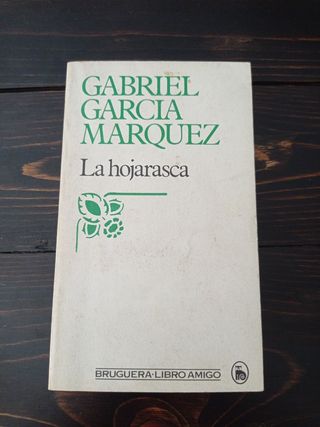 GABRIEL
GARCIA
MARQUEZ
La hojarasca
BRUGUERA-LIBRO AMIGO